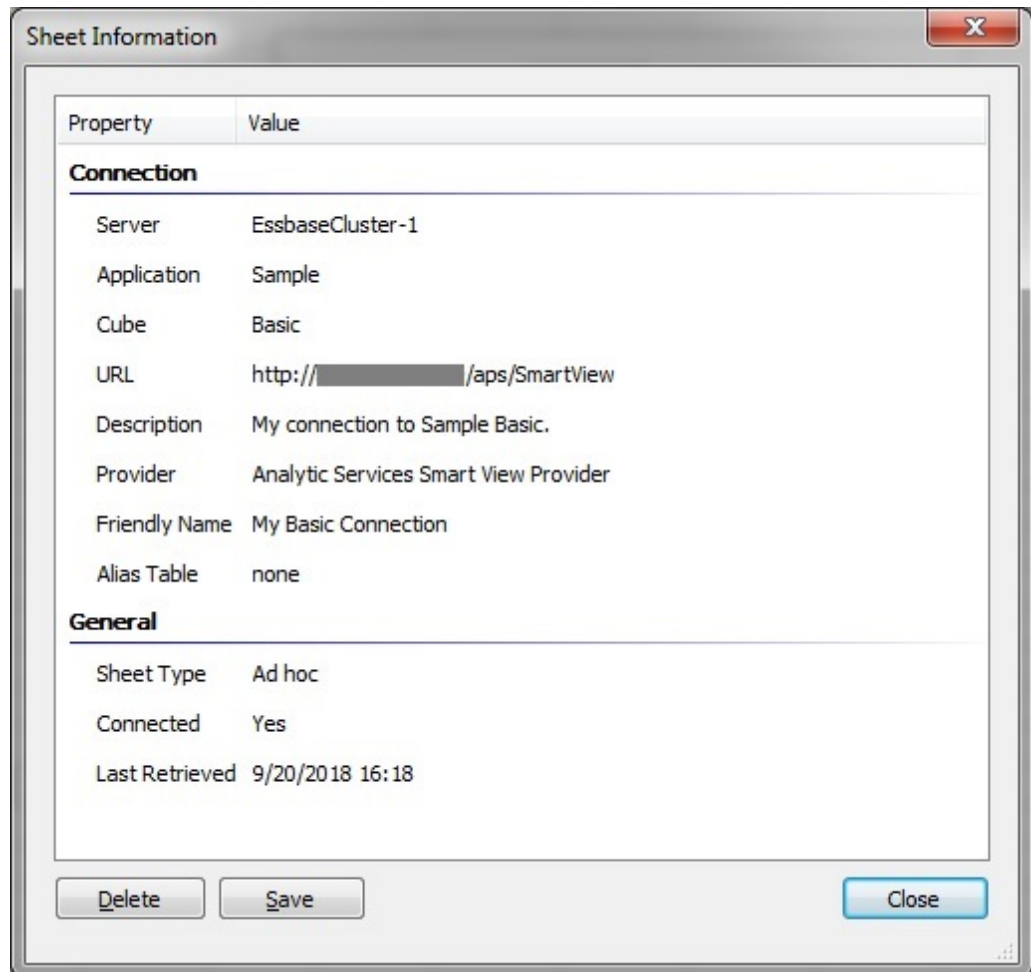 Sheet Information
Property Value
Connection
Server EssbaseCluster-1
Application Sample
Cube Basic
URL http:// /aps/SmartView
Description My connection to Sample Basic.
Provider Analytic Services Smart View Provider
Friendly Name My Basic Connection
Alias Table none
General
Sheet Type Ad hoc
Connected Yes
Last Retrieved 9/20/2018 16:18
Delete Save Close